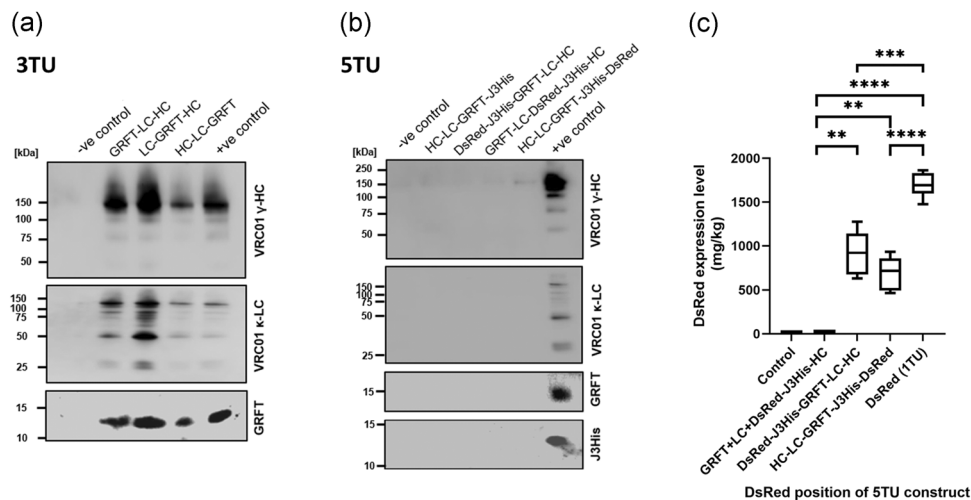 (a)
3TU
-ve control
GRFT-LC-HC
LC-GRFT-HC
HC-LC-GRFT
+ve control
[kDa]
150
100
75
50
VRC01 γ-HC
150
100
75
50
25
VRC01 κ-LC
15
10
GRFT
(b)
5TU
-ve control
HC-LC-GRFT-J3His
DsRed-J3His-GRFT-LC-HC
GRFT-LC-DsRed-J3His-HC
HC-LC-GRFT-J3His-DsRed
+ve control
[kDa]
250
150
100
75
50
VRC01 γ-HC
150
100
75
50
25
VRC01 κ-LC
15
GRFT
15
10
J3His
(c)
***
****
**
**
****
DsRed expression level
(mg/kg)
2000
1500
1000
500
0
Control
GRFT+LC+DsRed-J3His-HC
DsRed-J3His-GRFT-LC-HC
HC-LC-GRFT-J3His-DsRed
DsRed (1TU)
DsRed position of 5TU construct